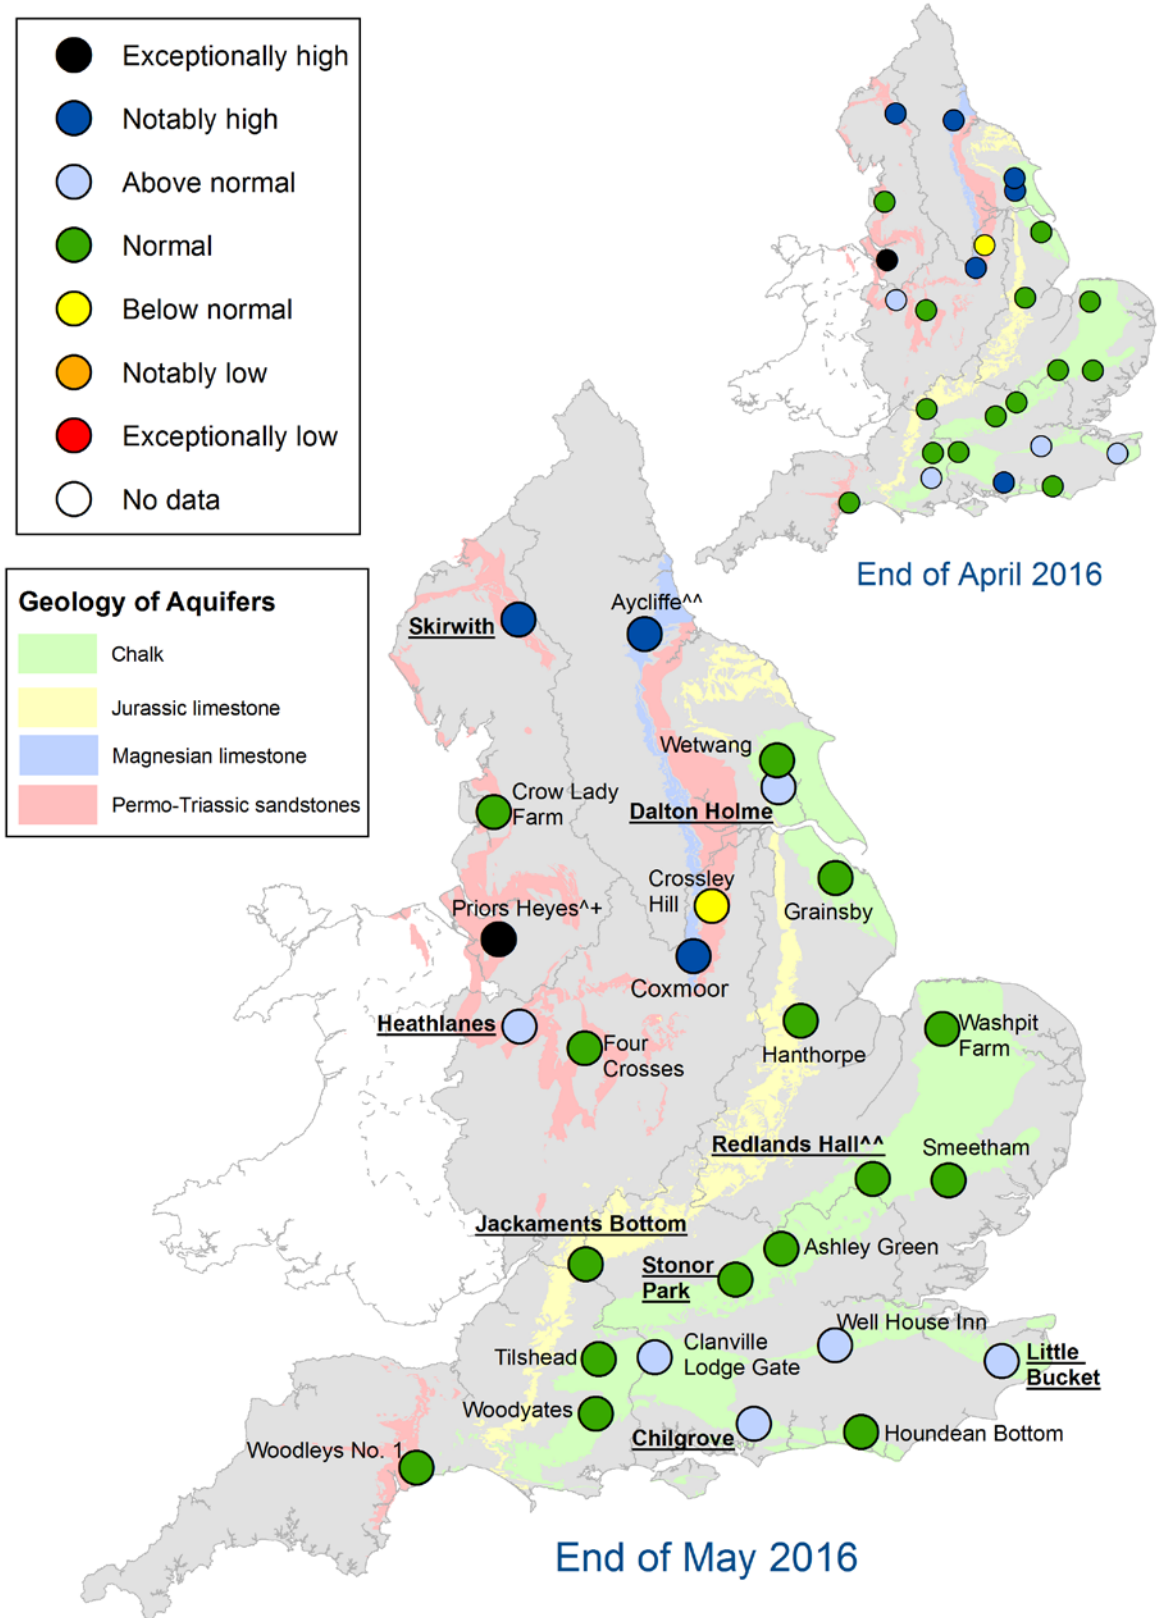 Exceptionally high
Notably high
Above normal
Normal
Below normal
Notably low
Exceptionally low
No data
End of April 2016
Geology of Aquifers
Chalk
Jurassic limestone
Magnesian limestone
Permo-Triassic sandstones
Aycliffe^^
Skirwith
Wetwang
Crow Lady
Farm
Dalton Holme
Crossley
Hill
Grainsby
Priors Heyes^+
Coxmoor
Heathlanes
Four
Crosses
Hanthorpe
Washpit
Farm
Redlands Hall^^
Smeetham
Jackaments Bottom
Ashley Green
Stonor
Park
Well House Inn
Clanville
Lodge Gate
Tilshead
Little
Bucket
Woodyates
Chilgrove
Houndean Bottom
Woodleys No. 1
End of May 2016